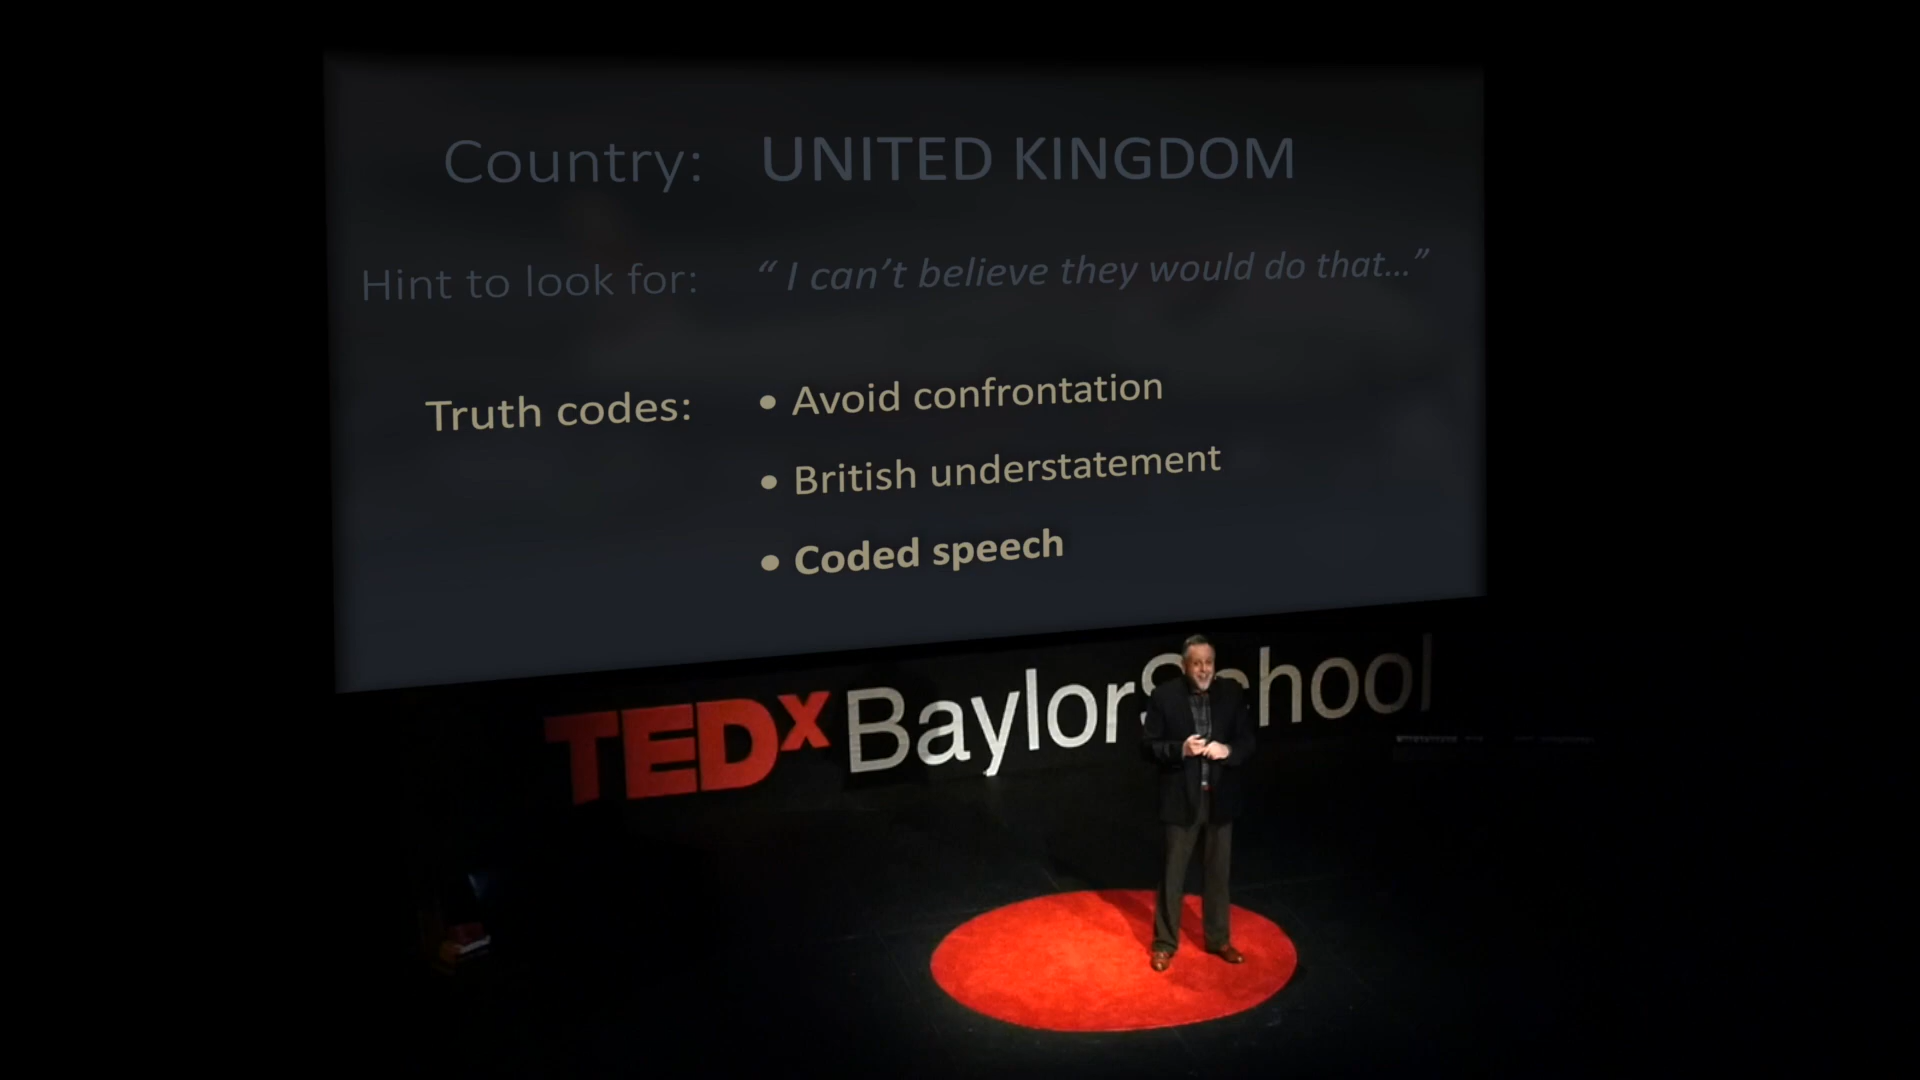 Country: UNITED KINGDOM
Hint to look for: “ I can’t believe they would do that...”
Truth codes: • Avoid confrontation
• British understatement
• Coded speech
TEDx BaylorSchool